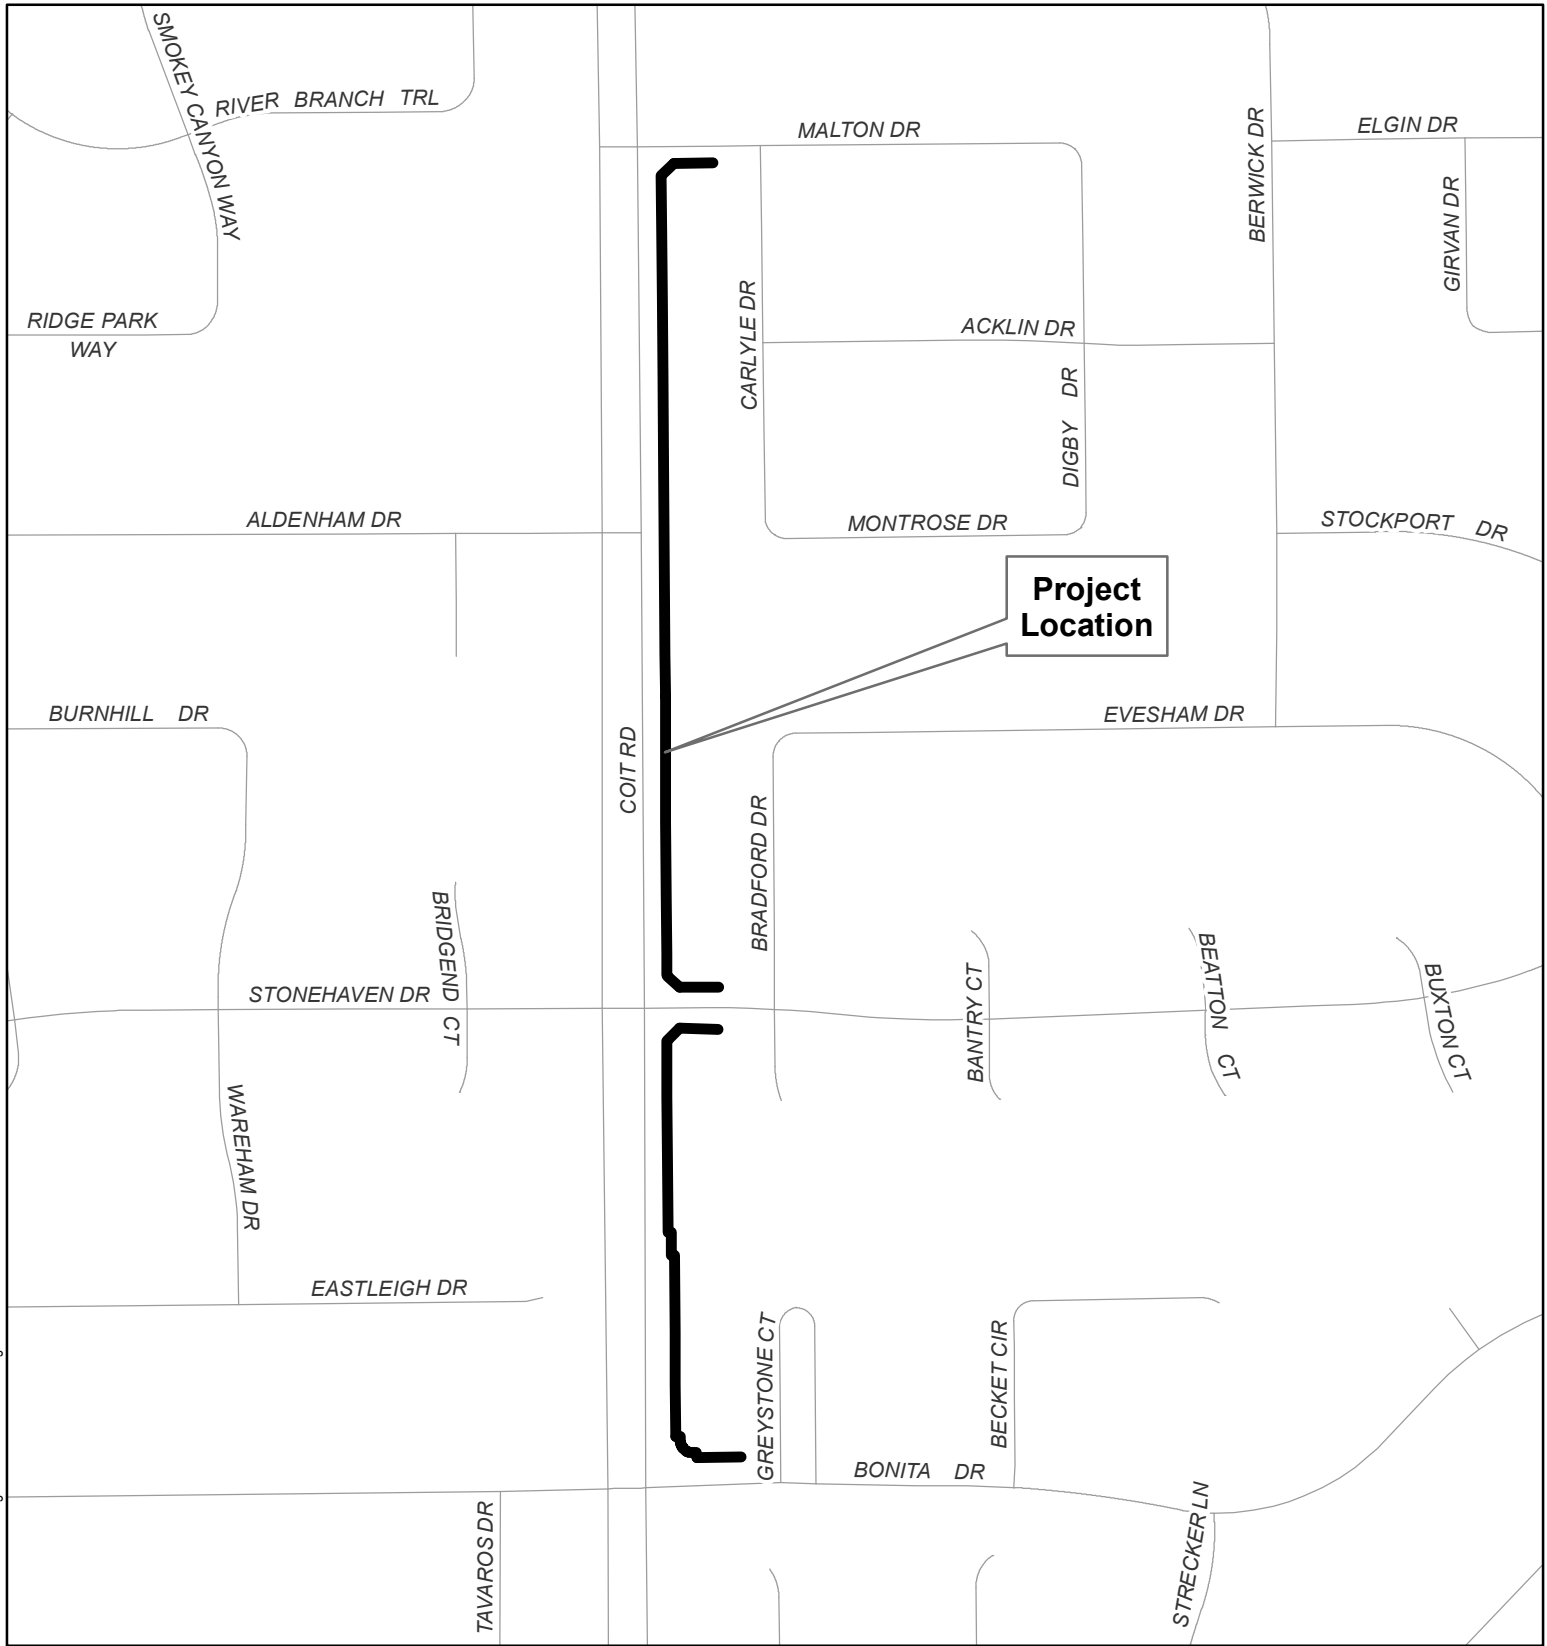 SMOKEY CANYON WAY
RIVER BRANCH TRL
MALTON DR
BERWICK DR
ELGIN DR
GIRVAN DR
RIDGE PARK
WAY
CARLYLE DR
ACKLIN DR
DIGBY DR
ALDENHAM DR
MONTROSE DR
STOCKPORT DR
Project
Location
BURNHILL DR
COIT RD
EVESHAM DR
BRADFORD DR
BRIDGEND CT
STONEHAVEN DR
BANTRY CT
BEATTON CT
BUXTON CT
WAREHAM DR
EASTLEIGH DR
GREYSTONE CT
BECKET CIR
BONITA DR
TAVAROS DR
STRECKER LN